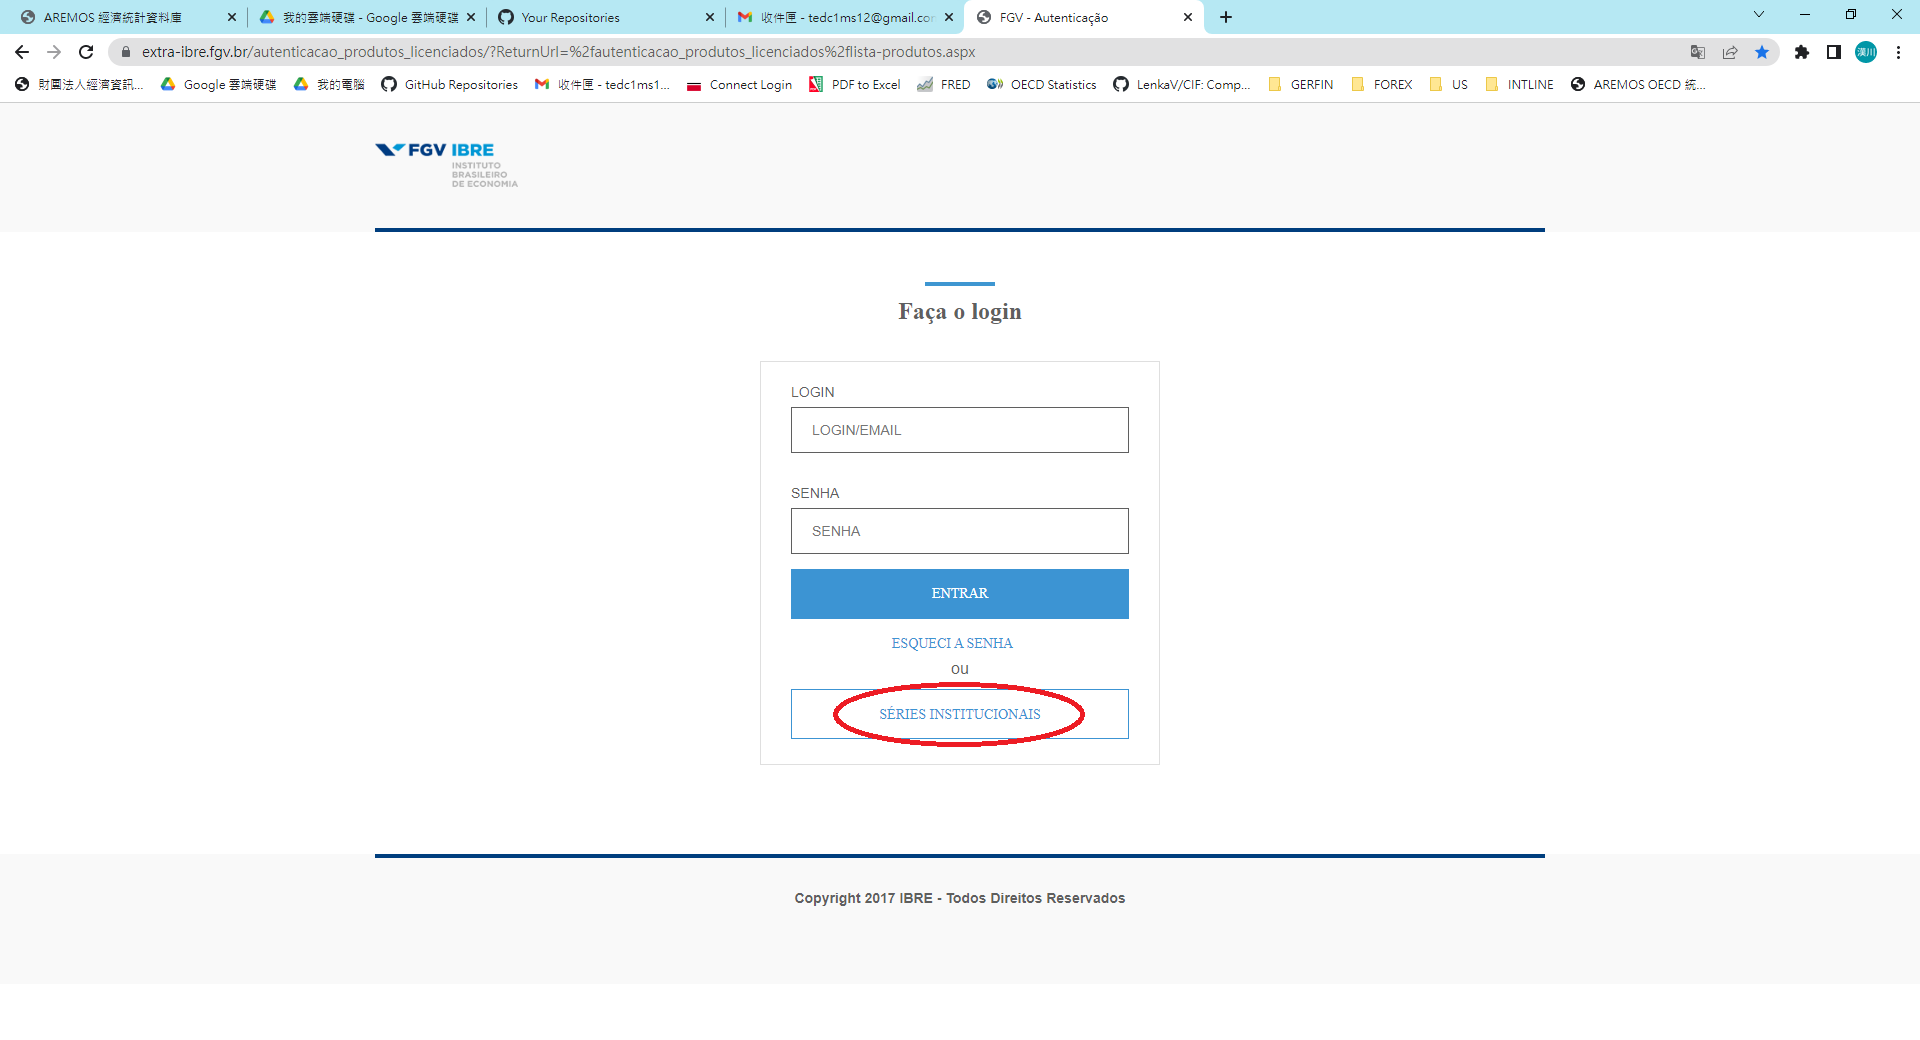 AREMOS 經濟統計資料庫
我的雲端硬碟 - Google 雲端硬碟
Your Repositories
收件匣 - tedc1ms12@gmail.cor
FGV - Autenticação
extra-ibre.fgv.br/autenticacao_produtos_licenciados/?ReturnUrl=%2fautenticacao_produtos_licenciados%2flista-produtos.aspx
漢川
財團法人經濟資訊...
Google 雲端硬碟
我的電腦
GitHub Repositories
收件匣 - tedc1ms1...
Connect Login
PDF to Excel
FRED
OECD Statistics
LenkaV/CIF: Comp...
GERFIN
FOREX
US
INTLINE
AREMOS OECD 統...
FGV IBRE
INSTITUTO
BRASILEIRO
DE ECONOMIA
Faça o login
LOGIN
LOGIN/EMAIL
SENHA
SENHA
ENTRAR
ESQUECI A SENHA
ou
SÉRIES INSTITUCIONAIS
Copyright 2017 IBRE - Todos Direitos Reservados